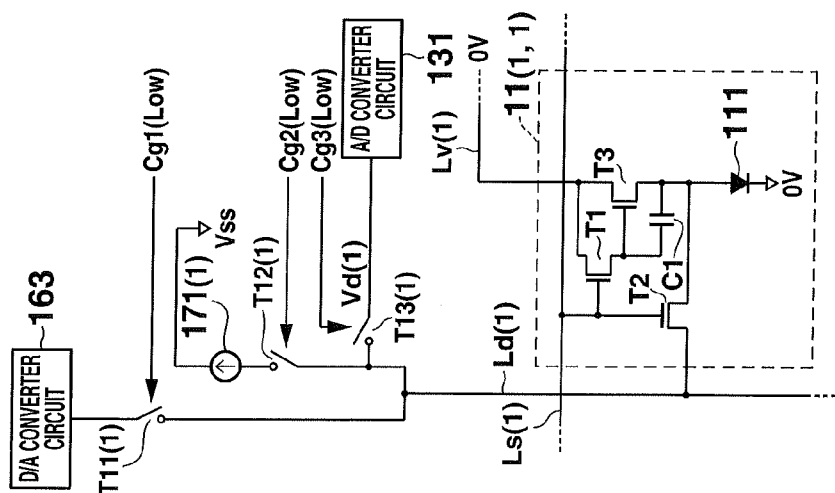 163
D/A CONVERTER
CIRCUIT
Cg1(Low)
T11(1)
171(1)
Vss
T12(1)
Cg2(Low)
Cg3(Low)
Vd(1)
T13(1)
A/D CONVERTER
CIRCUIT
131
Lv(1)
0V
11(1, 1)
Ls(1)
Ld(1)
T1
T3
T2
C1
111
0V